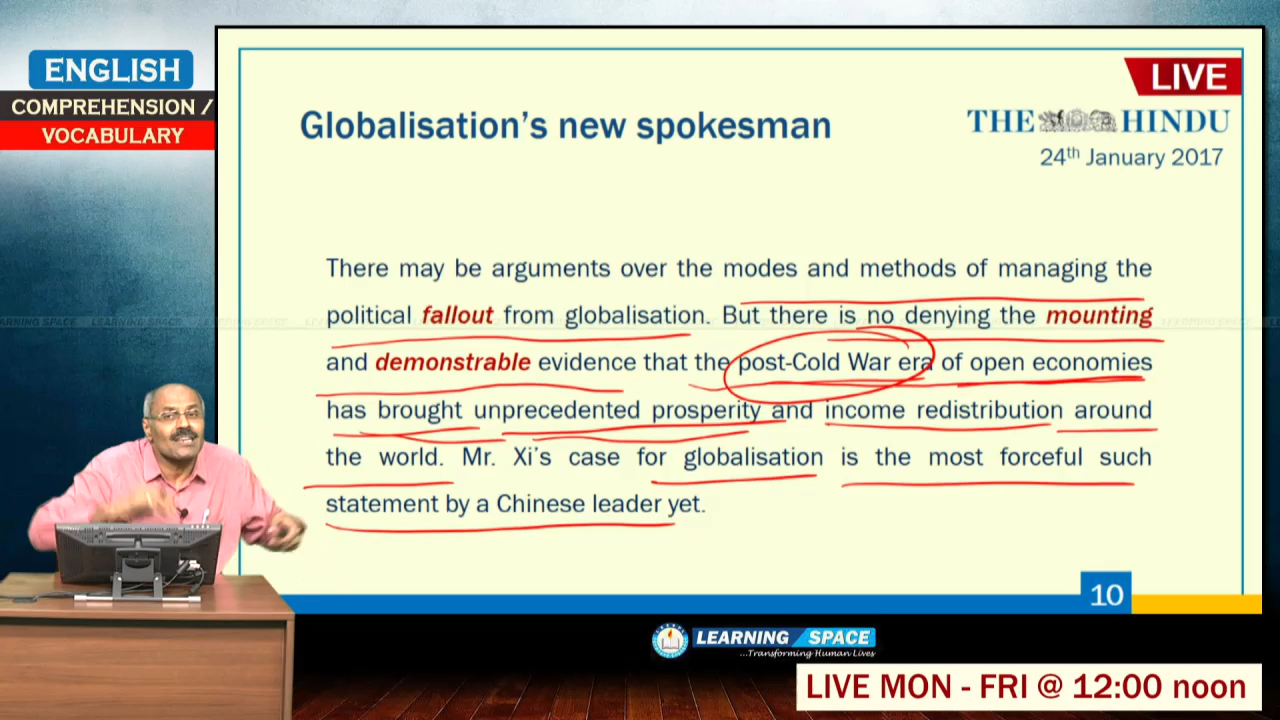 ENGLISH
COMPREHENSION /
VOCABULARY
LIVE
Globalisation's new spokesman
THE HINDU
24th January 2017
There may be arguments over the modes and methods of managing the
political fallout from globalisation. But there is no denying the mounting
and demonstrable evidence that the post-Cold War era of open economies
has brought unprecedented prosperity and income redistribution around
the world. Mr. Xi's case for globalisation is the most forceful such
statement by a Chinese leader yet.
10
LEARNING SPACE
...Transforming Human Lives
LIVE MON - FRI @ 12:00 noon